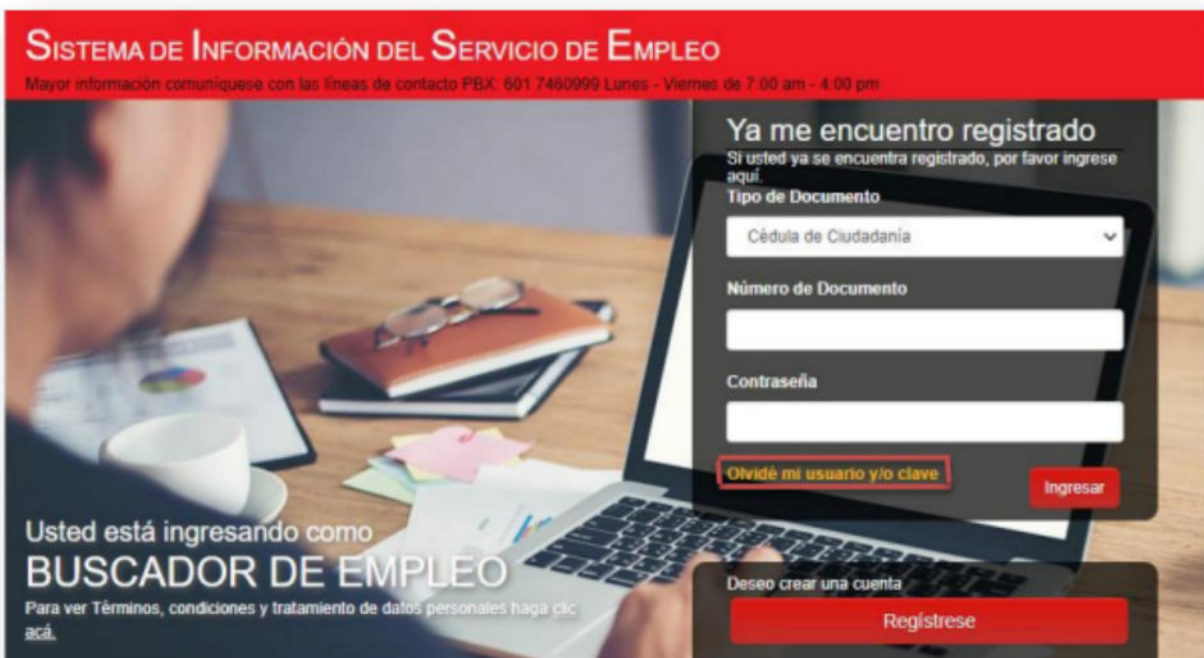 SISTEMA DE INFORMACIÓN DEL SERVICIO DE EMPLEO
Mayor información comuníquese con las líneas de contacto PBX: 601 7460999 Lunes - Viernes de 7:00 am - 4:00 pm
Ya me encuentro registrado
Si usted ya se encuentra registrado, por favor ingrese
aquí.
Tipo de Documento
Cédula de Ciudadanía
Número de Documento
Contraseña
Olvidé mi usuario y/o clave
Ingresar
Usted está ingresando como
BUSCADOR DE EMPLEO
Para ver Términos, condiciones y tratamiento de datos personales haga clic
acá.
Deseo crear una cuenta
Regístrese